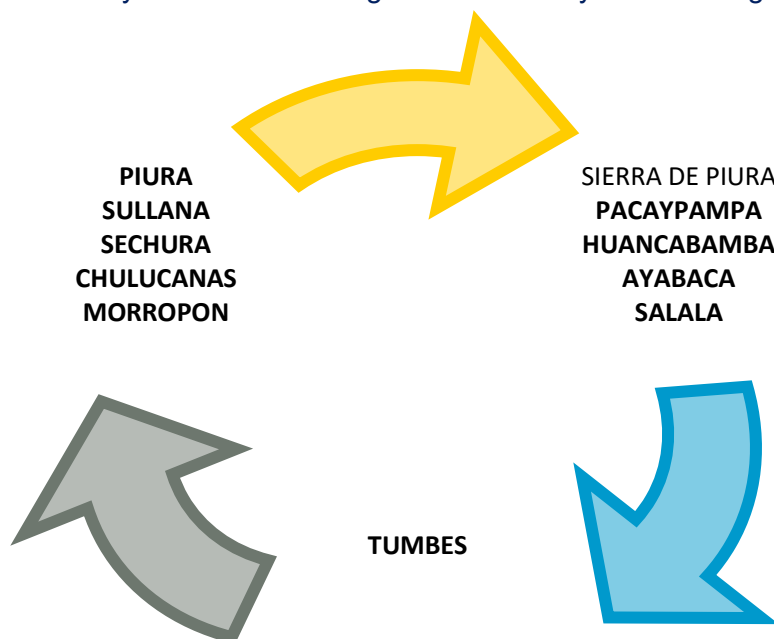 PIURA
SULLANA
SECHURA
CHULUCANAS
MORROPON
SIERRA DE PIURA
PACAYPAMPA
HUANCABAMBA
AYABACA
SALALA
TUMBES